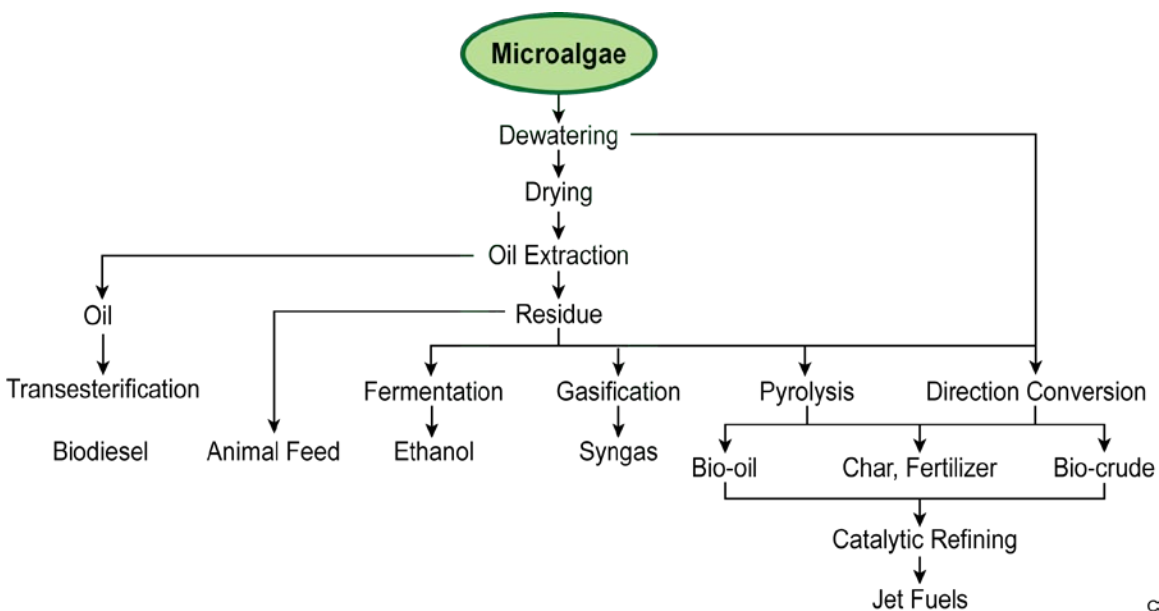 Microalgae
Dewatering
Drying
Oil Extraction
Oil
Residue
Transesterification
Fermentation
Gasification
Pyrolysis
Direction Conversion
Biodiesel
Animal Feed
Ethanol
Syngas
Bio-oil
Char, Fertilizer
Bio-crude
Catalytic Refining
Jet Fuels